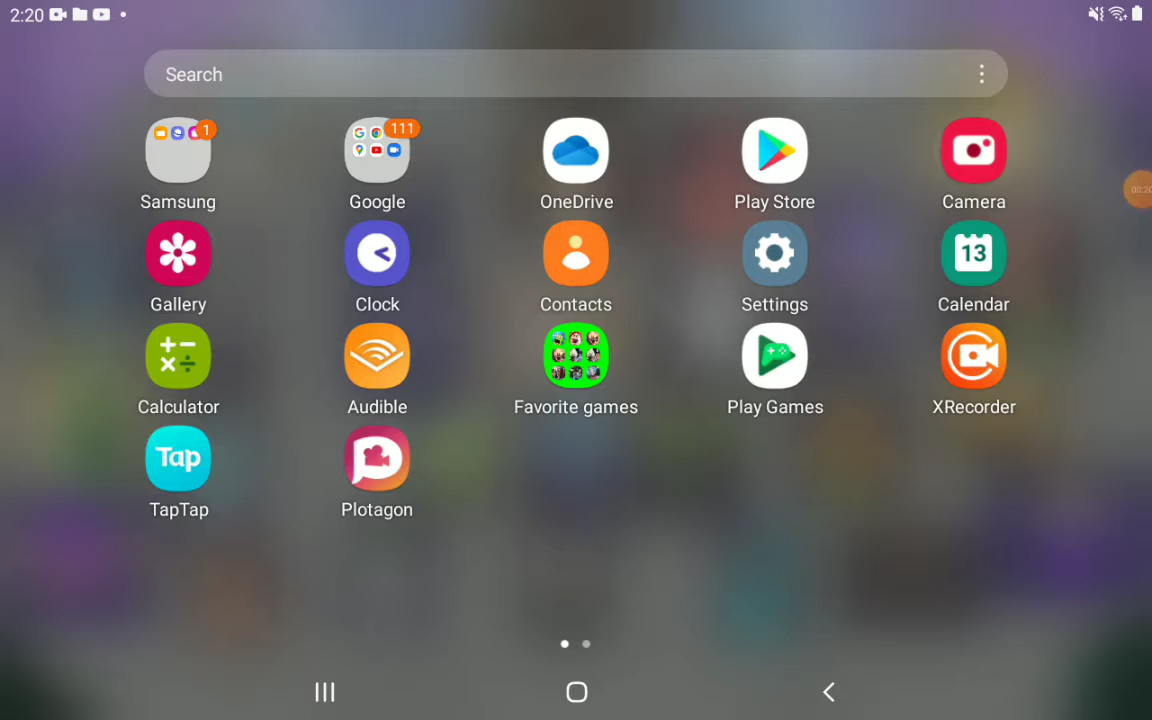 2:20
Search
1
111
Samsung
Google
OneDrive
Play Store
Camera
13
Gallery
Clock
Contacts
Settings
Calendar
Calculator
Audible
Favorite games
Play Games
XRecorder
Tap
TapTap
Plotagon